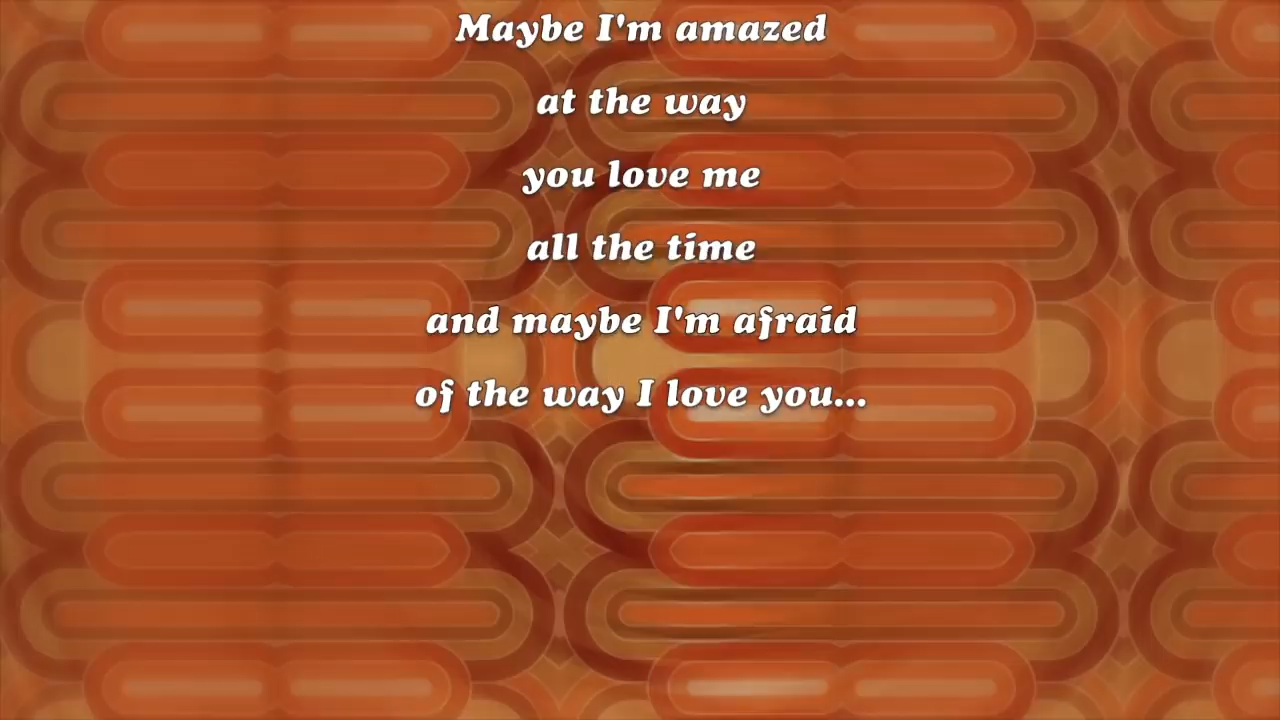 Maybe I'm amazed
at the way
you love me
all the time
and maybe I'm afraid
of the way I love you...